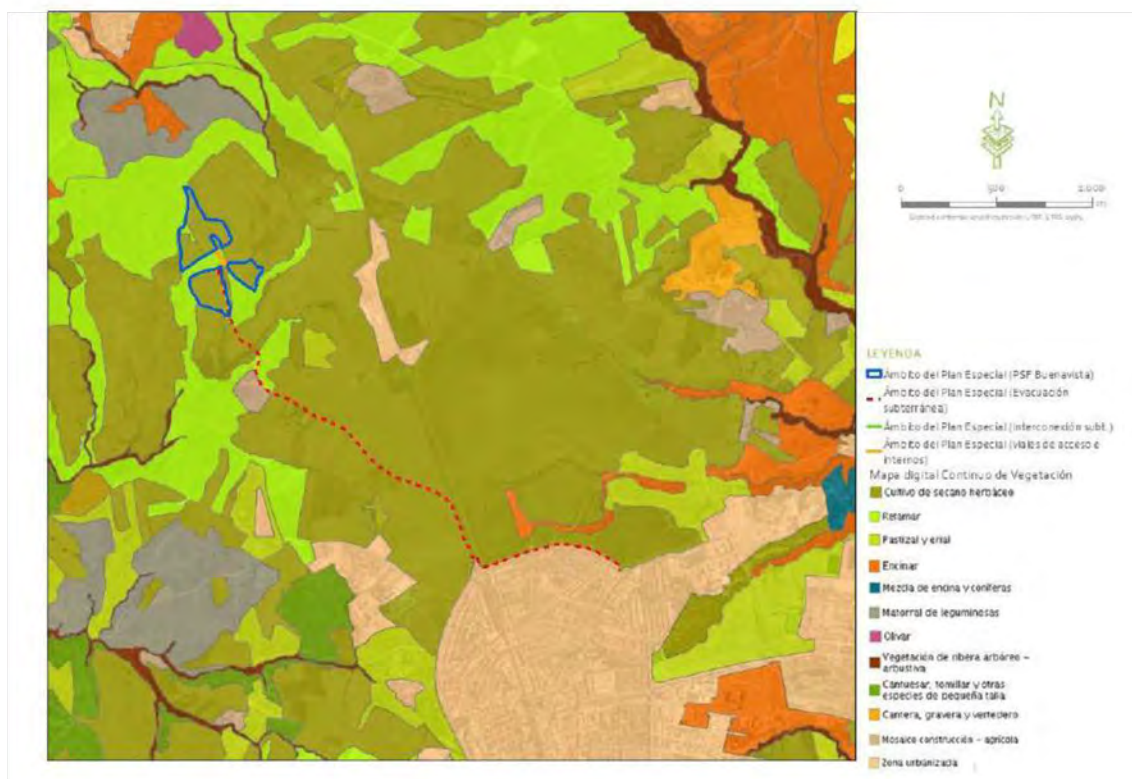 N
0
500
1.000
m
LEYENDA
Ámbito del Plan Especial (PSF Buenavista)
Ámbito del Plan Especial (Evacuación
subterránea)
Ámbito del Plan Especial (Interconexión subt.)
Ámbito del Plan Especial (viales de acceso e
internos)
Mapa digital Continuo de Vegetación
Cultivo de secano herbáceo
Retamar
Pastizal y erial
Encinar
Mezcla de encina y coníferas
Matorral de leguminosas
Olivar
Vegetación de ribera arbóreo –
arbustiva
Cantuesar, tomillar y otras
especies de pequeña talla
Cantera, gravera y vertedero
Mosaico construcción – agrícola
Zona urbanizada